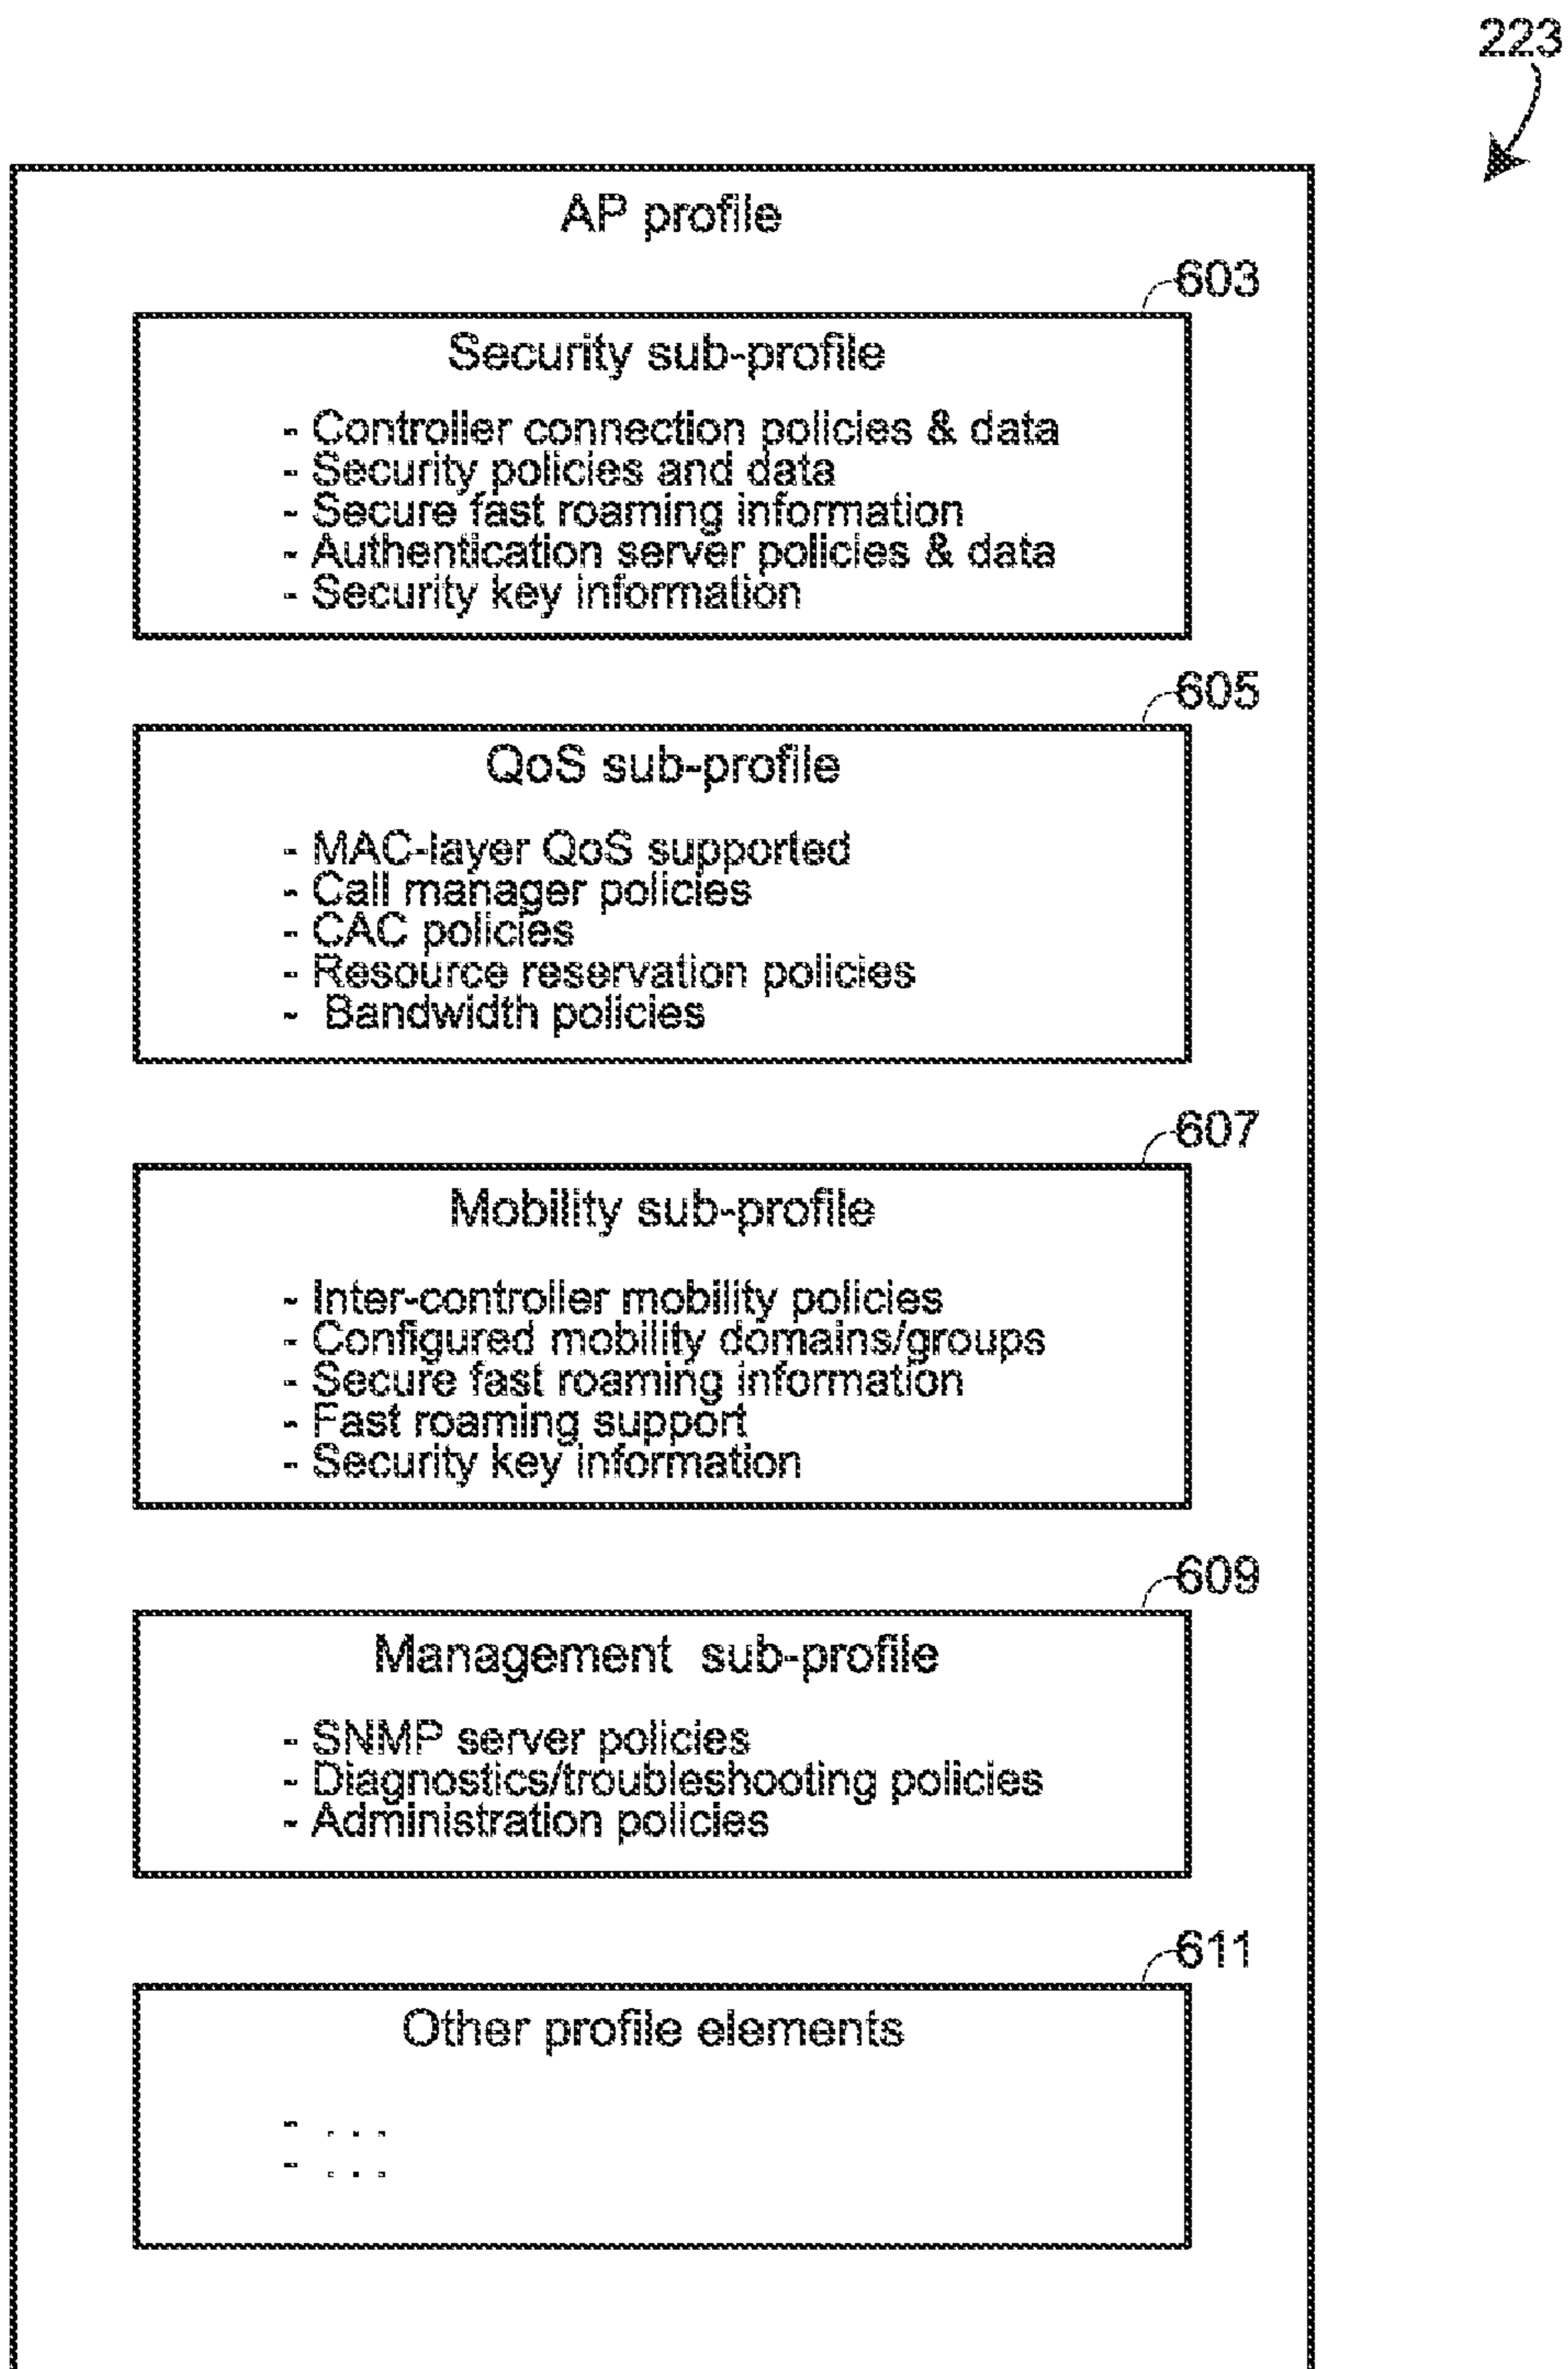 223
AP profile
603
Security sub-profile
- Controller connection policies & data
- Security policies and data
- Secure fast roaming information
- Authentication server policies & data
- Security key information
605
QoS sub-profile
- MAC-layer QoS supported
- Call manager policies
- CAC policies
- Resource reservation policies
- Bandwidth policies
607
Mobility sub-profile
- Inter-controller mobility policies
- Configured mobility domains/groups
- Secure fast roaming information
- Fast roaming support
- Security key information
609
Management sub-profile
- SNMP server policies
- Diagnostics/troubleshooting policies
- Administration policies
611
Other profile elements
- ...
- ...